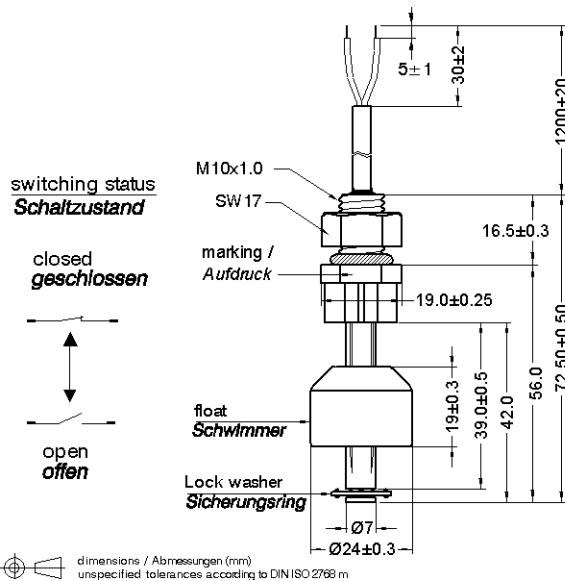 5±1
30±2
1200±20
M10x1.0
SW 17
switching status
Schaltzustand
16.5±0.3
marking /
Aufdruck
closed
geschlossen
19.0±0.25
72.50±0.50
56.0
42.0
39.0±0.5
19±0.3
float
Schwimmer
open
offen
Lock washer
Sicherungsring
Ø7
Ø24±0.3
dimensions / Abmessungen (mm)
unspecified tolerances according to DIN ISO 2768 m